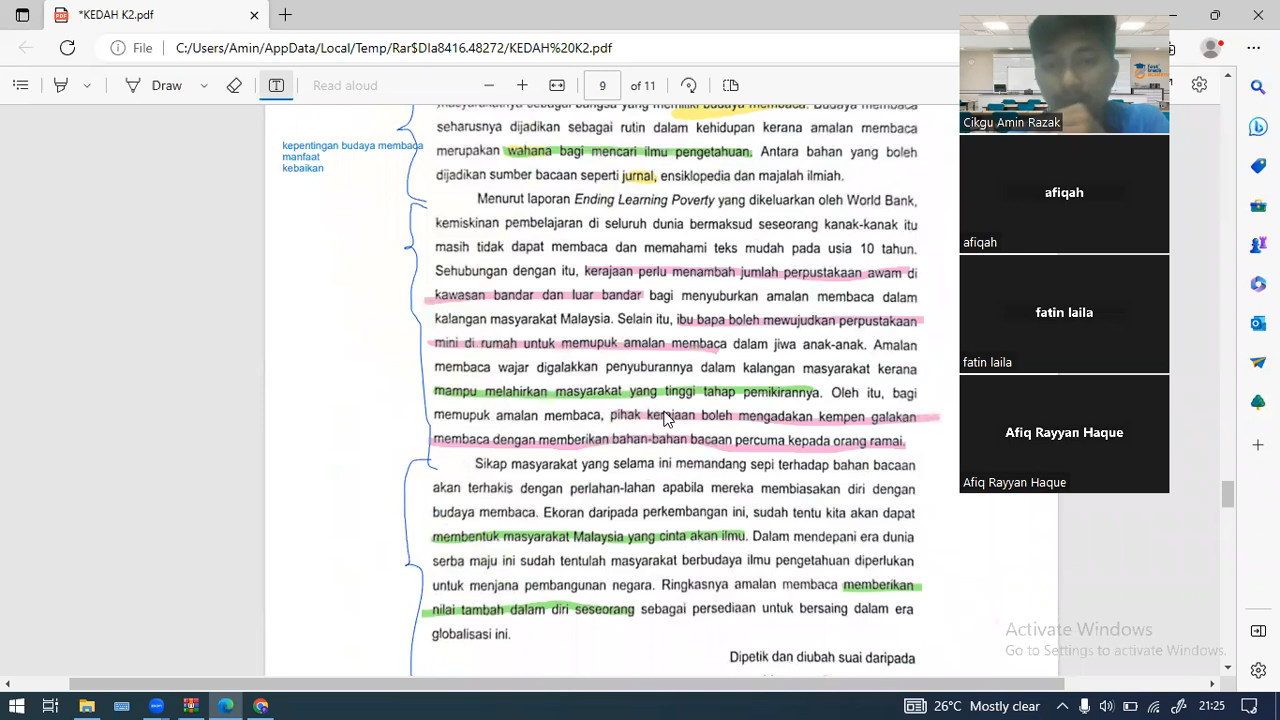 *KEDAH K2.pdf
File
C:/Users/Amin/AppData/Local/Temp/Rar$DIa8416.48272/KEDAH%20K2.pdf
Draw
Read aloud
9
of 11
seharusnya dijadikan sebagai rutin dalam kehidupan kerana amalan membaca
merupakan wahana bagi mencari ilmu pengetahuan. Antara bahan yang boleh
dijadikan sumber bacaan seperti jurnal, ensiklopedia dan majalah ilmiah.
kepentingan budaya membaca
manfaat
kebaikan
Menurut laporan Ending Learning Poverty yang dikeluarkan oleh World Bank,
kemiskinan pembelajaran di seluruh dunia bermaksud seseorang kanak-kanak itu
masih tidak dapat membaca dan memahami teks mudah pada usia 10 tahun.
Sehubungan dengan itu, kerajaan perlu menambah jumlah perpustakaan awam di
kawasan bandar dan luar bandar bagi menyuburkan amalan membaca dalam
kalangan masyarakat Malaysia. Selain itu, ibu bapa boleh mewujudkan perpustakaan
mini di rumah untuk memupuk amalan membaca dalam jiwa anak-anak. Amalan
membaca wajar digalakkan penyuburannya dalam kalangan masyarakat kerana
mampu melahirkan masyarakat yang tinggi tahap pemikirannya. Oleh itu, bagi
memupuk amalan membaca, pihak kerajaan boleh mengadakan kempen galakan
membaca dengan memberikan bahan-bahan bacaan percuma kepada orang ramai.
Sikap masyarakat yang selama ini memandang sepi terhadap bahan bacaan
akan terhakis dengan perlahan-lahan apabila mereka membiasakan diri dengan
budaya membaca. Ekoran daripada perkembangan ini, sudah tentu kita akan dapat
membentuk masyarakat Malaysia yang cinta akan ilmu. Dalam mendepani era dunia
serba maju ini sudah tentulah masyarakat berbudaya ilmu pengetahuan diperlukan
untuk menjana pembangunan negara. Ringkasnya amalan membaca memberikan
nilai tambah dalam diri seseorang sebagai persediaan untuk bersaing dalam era
globalisasi ini.
Dipetik dan diubah suai daripada
Cikgu Amin Razak
afiqah
afiqah
fatin laila
fatin laila
Afiq Rayyan Haque
Afiq Rayyan Haque
Activate Windows
Go to Settings to activate Windows.
26°C Mostly clear
21:25